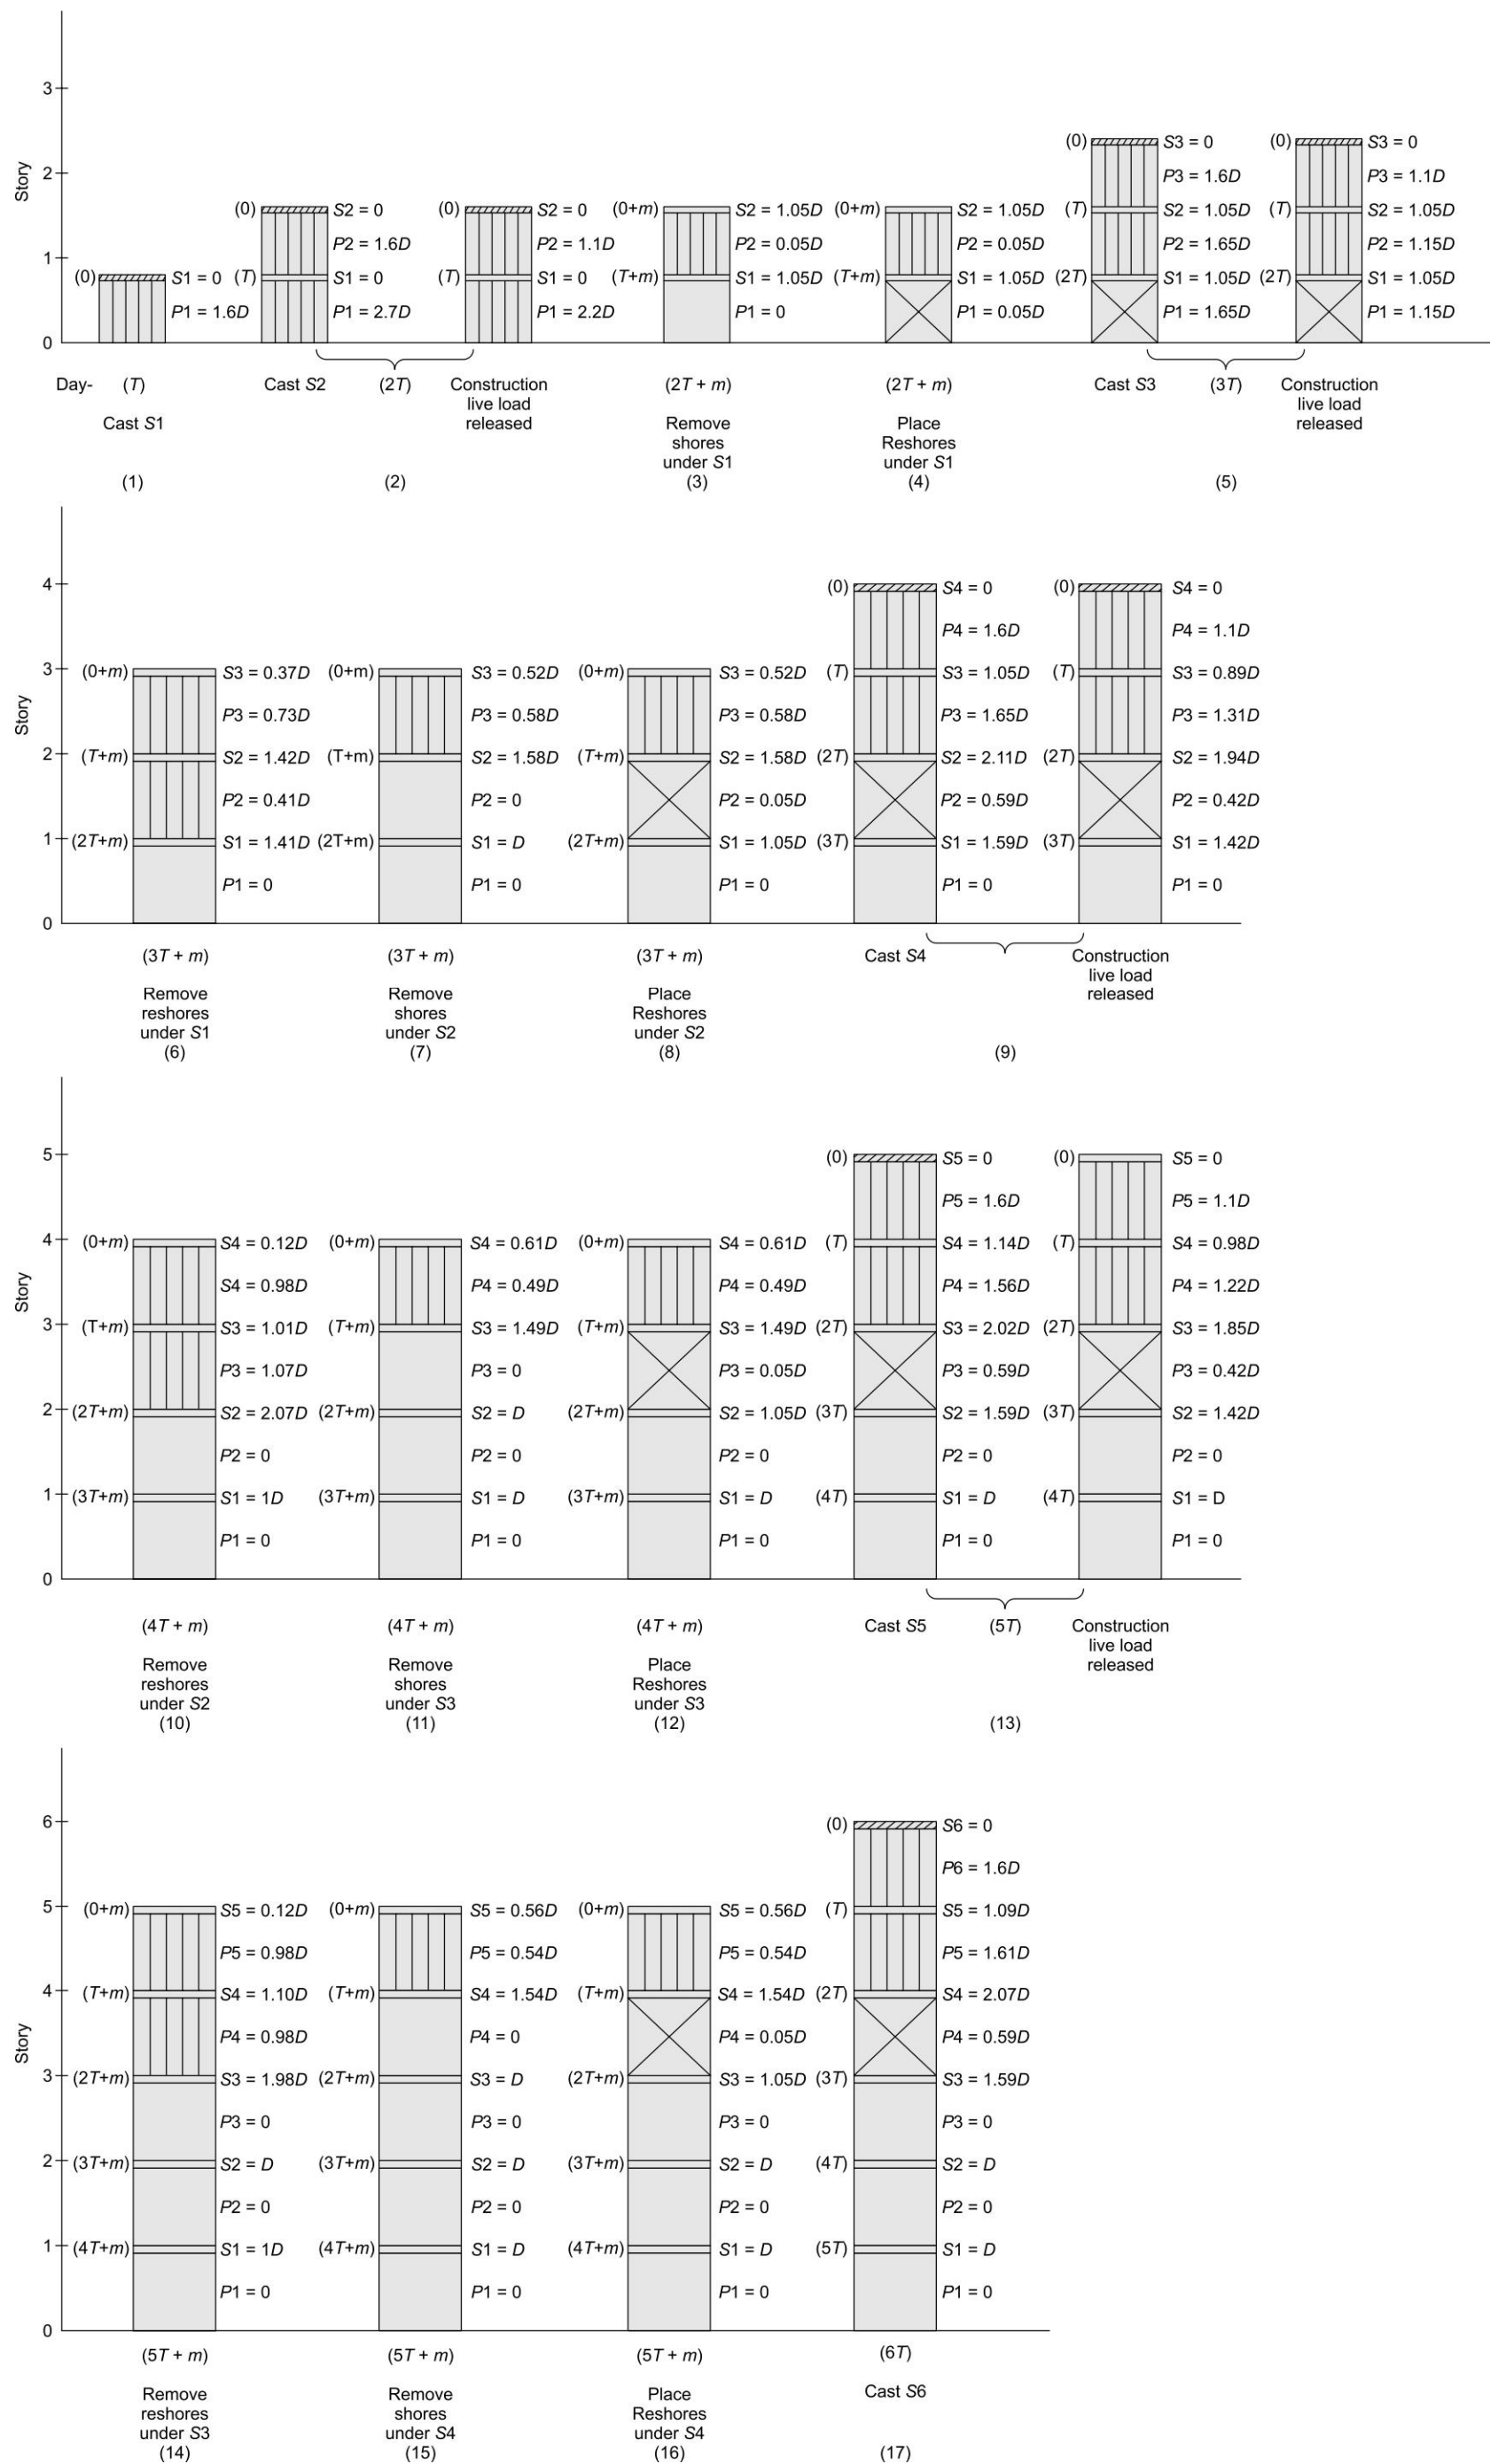 Story
3
2
1
0
(0)
S1 = 0
P1 = 1.6D
(0)
S2 = 0
P2 = 1.6D
(T)
S1 = 0
P1 = 2.7D
(0)
S2 = 0
P2 = 1.1D
(T)
S1 = 0
P1 = 2.2D
(0+m)
S2 = 1.05D
P2 = 0.05D
(T+m)
S1 = 1.05D
P1 = 0
(0+m)
S2 = 1.05D
P2 = 0.05D
(T+m)
S1 = 1.05D
P1 = 0.05D
(0)
S3 = 0
P3 = 1.6D
(T)
S2 = 1.05D
P2 = 1.65D
(2T)
S1 = 1.05D
P1 = 1.65D
(0)
S3 = 0
P3 = 1.1D
(T)
S2 = 1.05D
P2 = 1.15D
(2T)
S1 = 1.05D
P1 = 1.15D
Day- (T)
Cast S1
(1)
Cast S2
(2T)
Construction
live load
released
(2)
(2T + m)
Remove
shores
under S1
(3)
(2T + m)
Place
Reshores
under S1
(4)
Cast S3
(3T)
Construction
live load
released
(5)
Story
4
3
2
1
0
(0+m)
S3 = 0.37D
P3 = 0.73D
(T+m)
S2 = 1.42D
P2 = 0.41D
(2T+m)
S1 = 1.41D
P1 = 0
(0+m)
S3 = 0.52D
P3 = 0.58D
(T+m)
S2 = 1.58D
P2 = 0
(2T+m)
S1 = D
P1 = 0
(0+m)
S3 = 0.52D
P3 = 0.58D
(T+m)
S2 = 1.58D
P2 = 0.05D
(2T+m)
S1 = 1.05D
P1 = 0
(0)
S4 = 0
P4 = 1.6D
(T)
S3 = 1.05D
P3 = 1.65D
(2T)
S2 = 2.11D
P2 = 0.59D
(3T)
S1 = 1.59D
P1 = 0
(0)
S4 = 0
P4 = 1.1D
(T)
S3 = 0.89D
P3 = 1.31D
(2T)
S2 = 1.94D
P2 = 0.42D
(3T)
S1 = 1.42D
P1 = 0
(3T + m)
Remove
reshores
under S1
(6)
(3T + m)
Remove
shores
under S2
(7)
(3T + m)
Place
Reshores
under S2
(8)
Cast S4
Construction
live load
released
(9)
Story
5
4
3
2
1
0
(0+m)
S4 = 0.12D
S4 = 0.98D
(T+m)
S3 = 1.01D
P3 = 1.07D
(2T+m)
S2 = 2.07D
P2 = 0
(3T+m)
S1 = 1D
P1 = 0
(0+m)
S4 = 0.61D
P4 = 0.49D
(T+m)
S3 = 1.49D
P3 = 0
(2T+m)
S2 = D
P2 = 0
(3T+m)
S1 = D
P1 = 0
(0+m)
S4 = 0.61D
P4 = 0.49D
(T+m)
S3 = 1.49D
P3 = 0.05D
(2T+m)
S2 = 1.05D
P2 = 0
(3T+m)
S1 = D
P1 = 0
(0)
S5 = 0
P5 = 1.6D
(T)
S4 = 1.14D
P4 = 1.56D
(2T)
S3 = 2.02D
P3 = 0.59D
(3T)
S2 = 1.59D
P2 = 0
(4T)
S1 = D
P1 = 0
(0)
S5 = 0
P5 = 1.1D
(T)
S4 = 0.98D
P4 = 1.22D
(2T)
S3 = 1.85D
P3 = 0.42D
(3T)
S2 = 1.42D
P2 = 0
(4T)
S1 = D
P1 = 0
(4T + m)
Remove
reshores
under S2
(10)
(4T + m)
Remove
shores
under S3
(11)
(4T + m)
Place
Reshores
under S3
(12)
Cast S5
(5T)
Construction
live load
released
(13)
Story
6
5
4
3
2
1
0
(0+m)
S5 = 0.12D
P5 = 0.98D
(T+m)
S4 = 1.10D
P4 = 0.98D
(2T+m)
S3 = 1.98D
P3 = 0
(3T+m)
S2 = D
P2 = 0
(4T+m)
S1 = 1D
P1 = 0
(0+m)
S5 = 0.56D
P5 = 0.54D
(T+m)
S4 = 1.54D
P4 = 0
(2T+m)
S3 = D
P3 = 0
(3T+m)
S2 = D
P2 = 0
(4T+m)
S1 = D
P1 = 0
(0+m)
S5 = 0.56D
P5 = 0.54D
(T+m)
S4 = 1.54D
P4 = 0.05D
(2T+m)
S3 = 1.05D
P3 = 0
(3T+m)
S2 = D
P2 = 0
(4T+m)
S1 = D
P1 = 0
(0)
S6 = 0
P6 = 1.6D
(T)
S5 = 1.09D
P5 = 1.61D
(2T)
S4 = 2.07D
P4 = 0.59D
(3T)
S3 = 1.59D
P3 = 0
(4T)
S2 = D
P2 = 0
(5T)
S1 = D
P1 = 0
(5T + m)
Remove
reshores
under S3
(14)
(5T + m)
Remove
shores
under S4
(15)
(5T + m)
Place
Reshores
under S4
(16)
(6T)
Cast S6
(17)